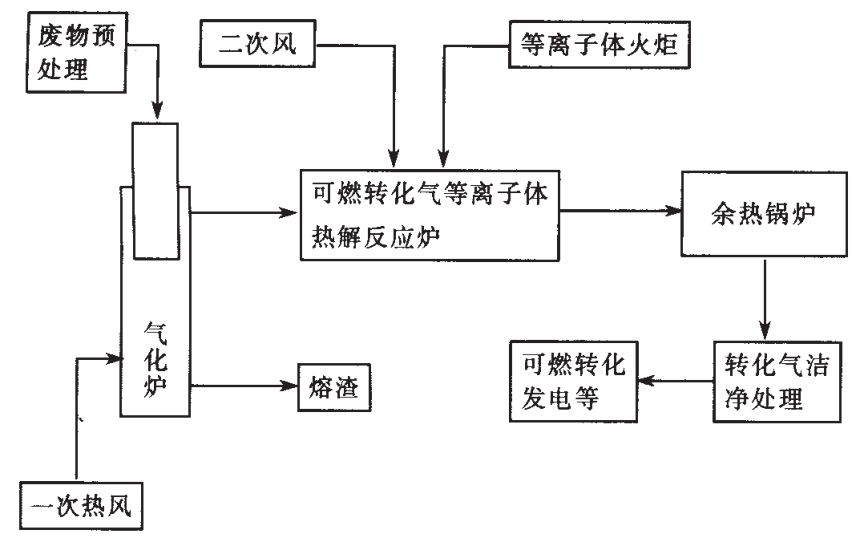 废物预
处理
二次风
等离子体火炬
可燃转化气等离子体
热解反应炉
余热锅炉
气
化
炉
熔渣
可燃转化
发电等
转化气洁
净处理
一次热风